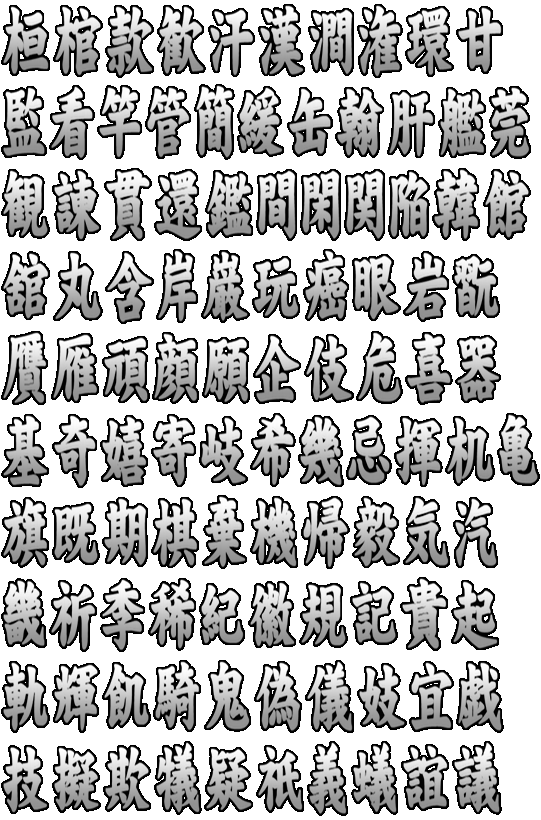 桓棺款歓汗漢澗潅環甘
監看竿管簡緩缶翰肝艦莞
観諌貫還鑑間閑関陥韓館
舘丸含岸巌玩癌眼岩翫
贋雁頑顔願企伎危喜器
基奇嬉寄岐希幾忌揮机亀
旗既期棋棄機帰毅気汽
畿祈季稀紀徽規記貴起
軌輝飢騎鬼偽儀妓宜戯
技擬欺犠疑祇義蟻誼議